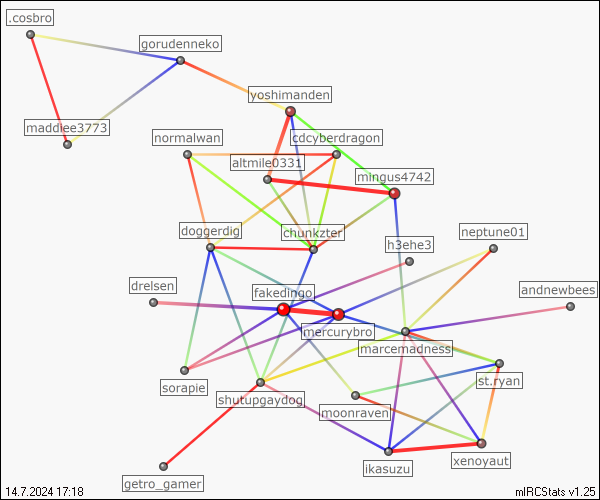 .cosbro
gorudenneko
yoshimanden
maddlee3773
normalwan
cdcyberdragon
altmile0331
mingus4742
doggerdig
chunkzter
neptune01
h3ehe3
drelsen
fakedingo
andnewbees
mercurybro
marcemadness
sorapie
st.ryan
shutupgaydog
moonraven
ikasuzu
xenoyaut
getro_gamer
14.7.2024 17:18
mIRCStats v1.25